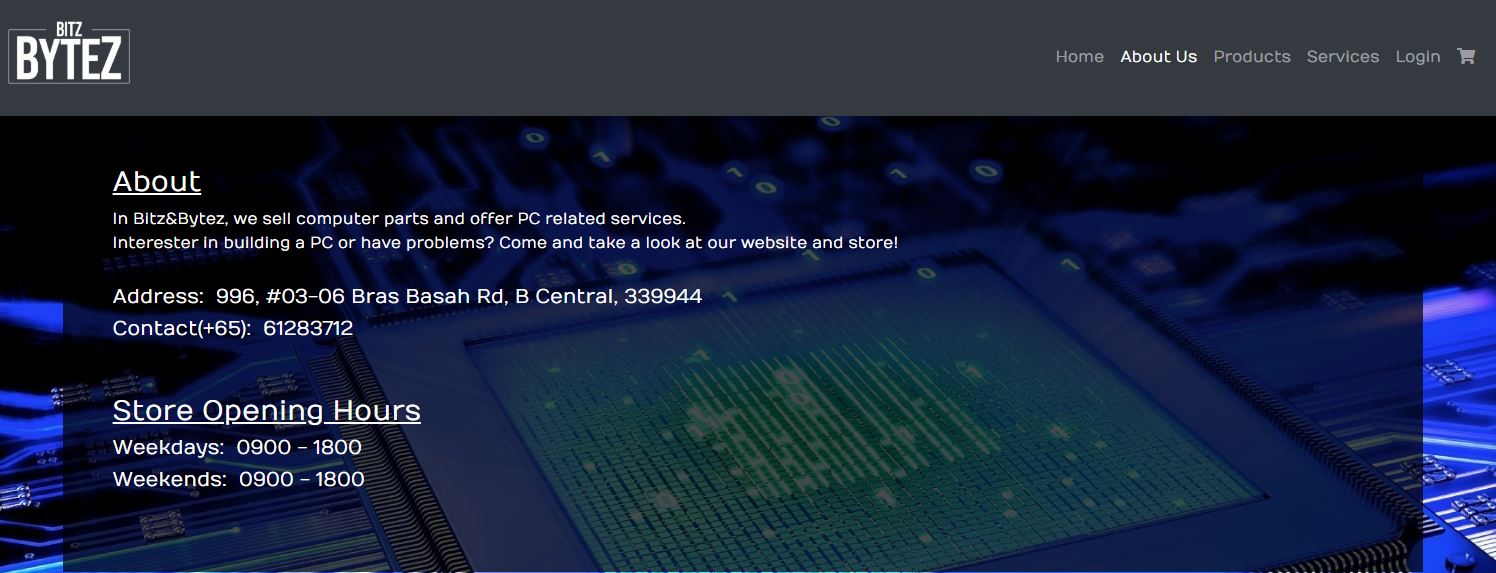 BITZ
BYTEZ
Home About Us Products Services Login
About
In Bitz&Bytez, we sell computer parts and offer PC related services.
Interester in building a PC or have problems? Come and take a look at our website and store!
Address: 996, #03-06 Bras Basah Rd, B Central, 339944
Contact(+65): 61283712
Store Opening Hours
Weekdays: 0900 - 1800
Weekends: 0900 - 1800